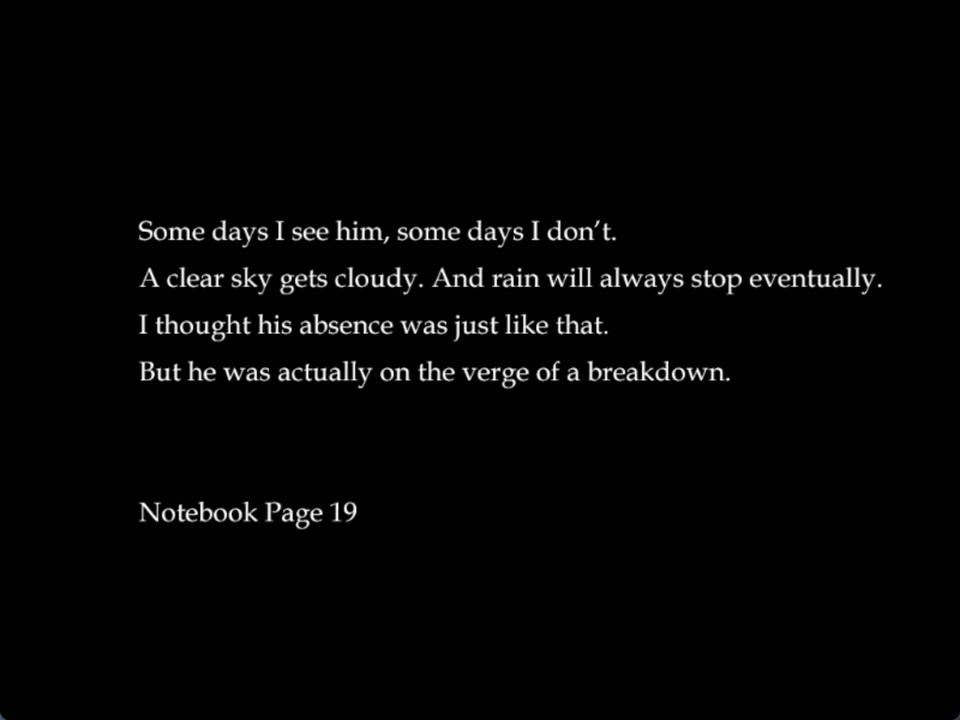 Some days I see him, some days I don’t.
A clear sky gets cloudy. And rain will always stop eventually.
I thought his absence was just like that.
But he was actually on the verge of a breakdown.
Notebook Page 19